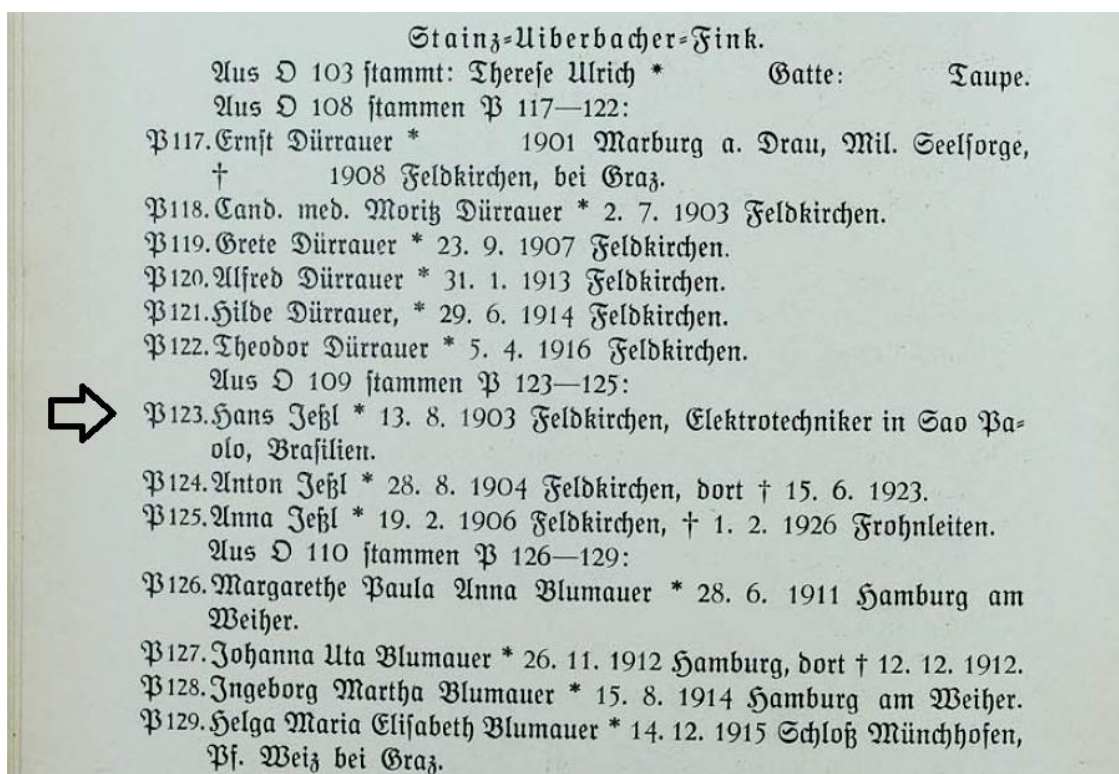 Stainz-Uiberbacher-Fink.
Aus O 103 stammt: Therese Ulrich * Gatte: Taupe.
Aus O 108 stammen P 117—122:
P117. Ernst Dürrauer * 1901 Marburg a. Drau, Mil. Seelsorge,
† 1908 Feldkirchen, bei Graz.
P118. Cand. med. Moritz Dürrauer * 2. 7. 1903 Feldkirchen.
P119. Grete Dürrauer * 23. 9. 1907 Feldkirchen.
P120. Alfred Dürrauer * 31. 1. 1913 Feldkirchen.
P121. Hilde Dürrauer, * 29. 6. 1914 Feldkirchen.
P122. Theodor Dürrauer * 5. 4. 1916 Feldkirchen.
Aus O 109 stammen P 123—125:
P123. Hans Jeßl * 13. 8. 1903 Feldkirchen, Elektrotechniker in Sao Pa-
olo, Brasilien.
P124. Anton Jeßl * 28. 8. 1904 Feldkirchen, dort † 15. 6. 1923.
P125. Anna Jeßl * 19. 2. 1906 Feldkirchen, † 1. 2. 1926 Frohnleiten.
Aus O 110 stammen P 126—129:
P126. Margarethe Paula Anna Blumauer * 28. 6. 1911 Hamburg am
Weiher.
P127. Johanna Uta Blumauer * 26. 11. 1912 Hamburg, dort † 12. 12. 1912.
P128. Ingeborg Martha Blumauer * 15. 8. 1914 Hamburg am Weiher.
P129. Helga Maria Elisabeth Blumauer * 14. 12. 1915 Schloß Münchhofen,
Pf. Weiz bei Graz.